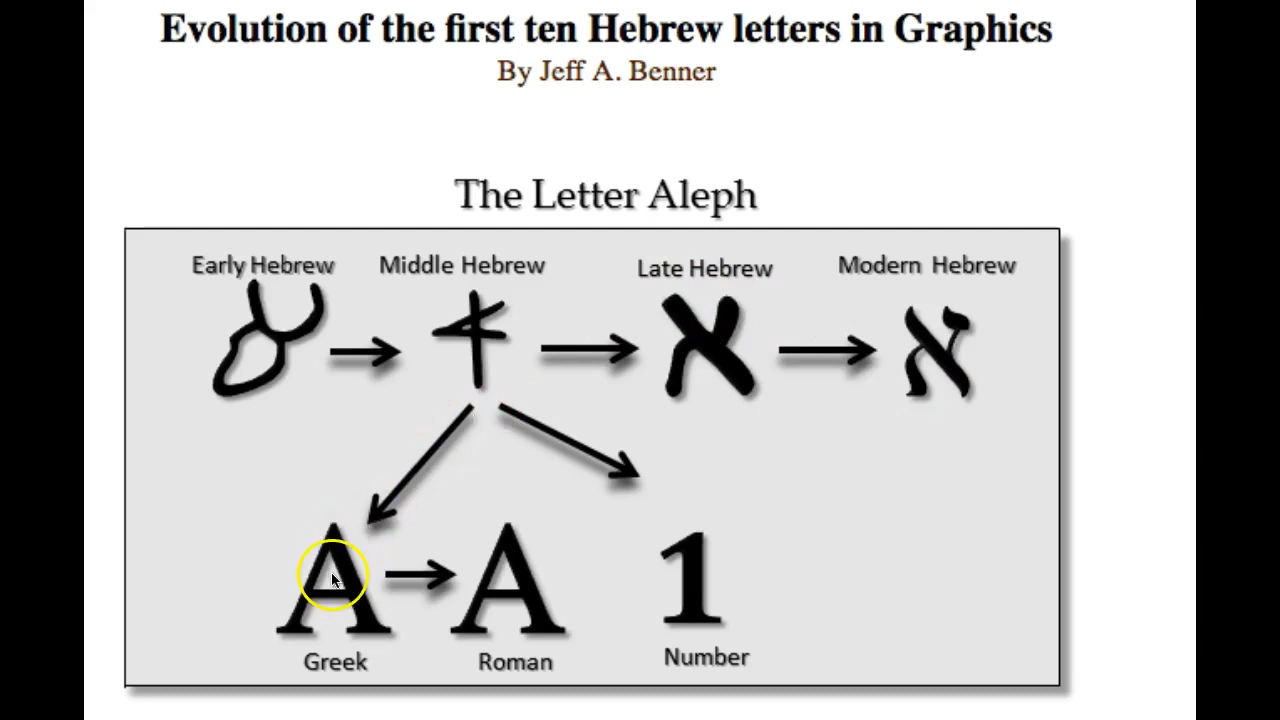 Evolution of the first ten Hebrew letters in Graphics
By Jeff A. Benner
The Letter Aleph
Early Hebrew Middle Hebrew Late Hebrew Modern Hebrew
א
A A 1
Greek Roman Number